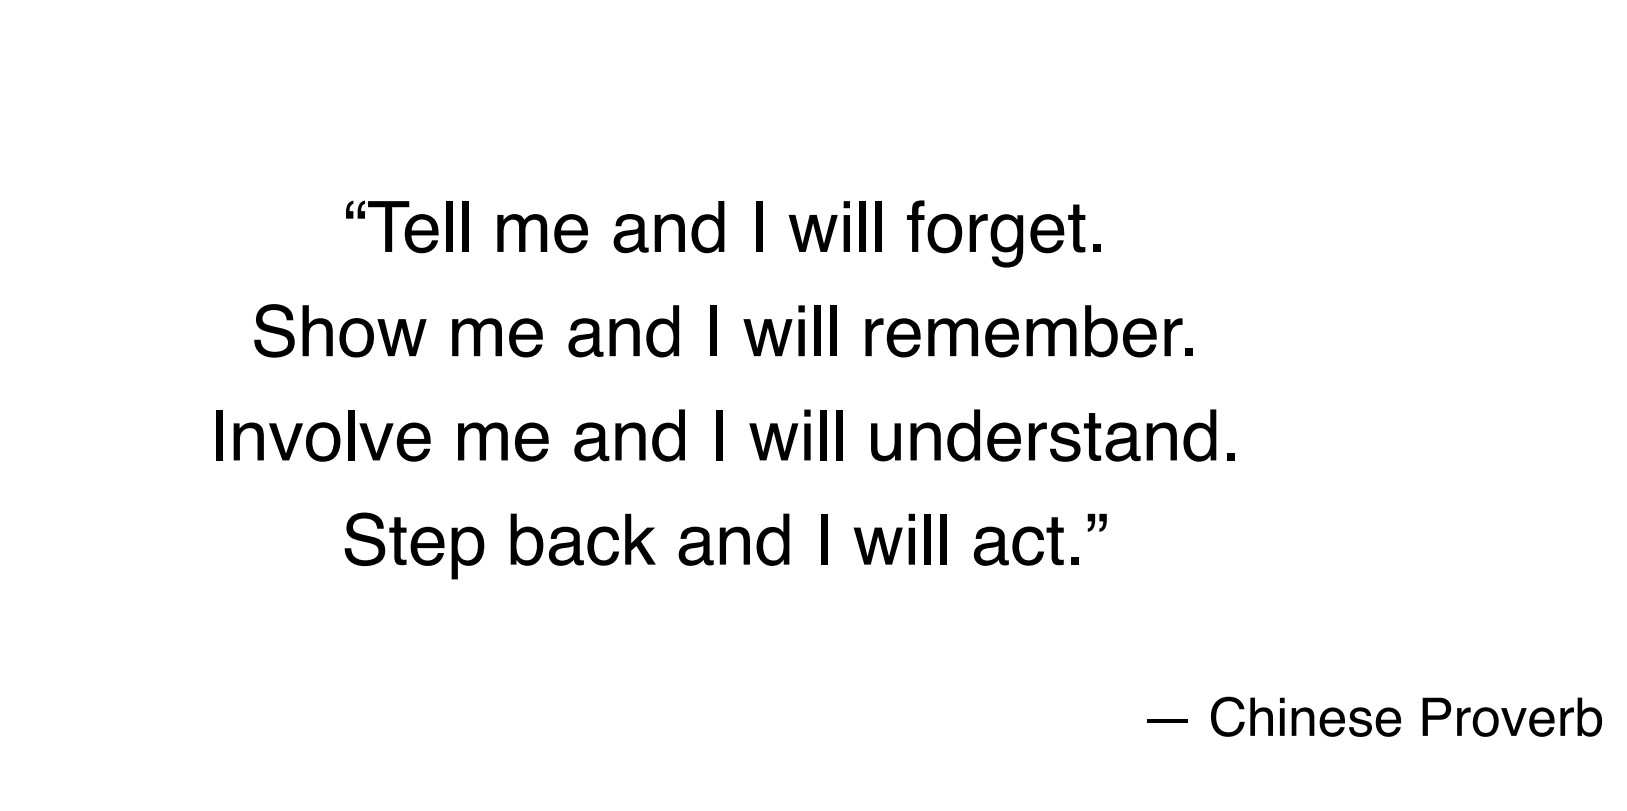 “Tell me and I will forget.
Show me and I will remember.
Involve me and I will understand.
Step back and I will act.”
— Chinese Proverb